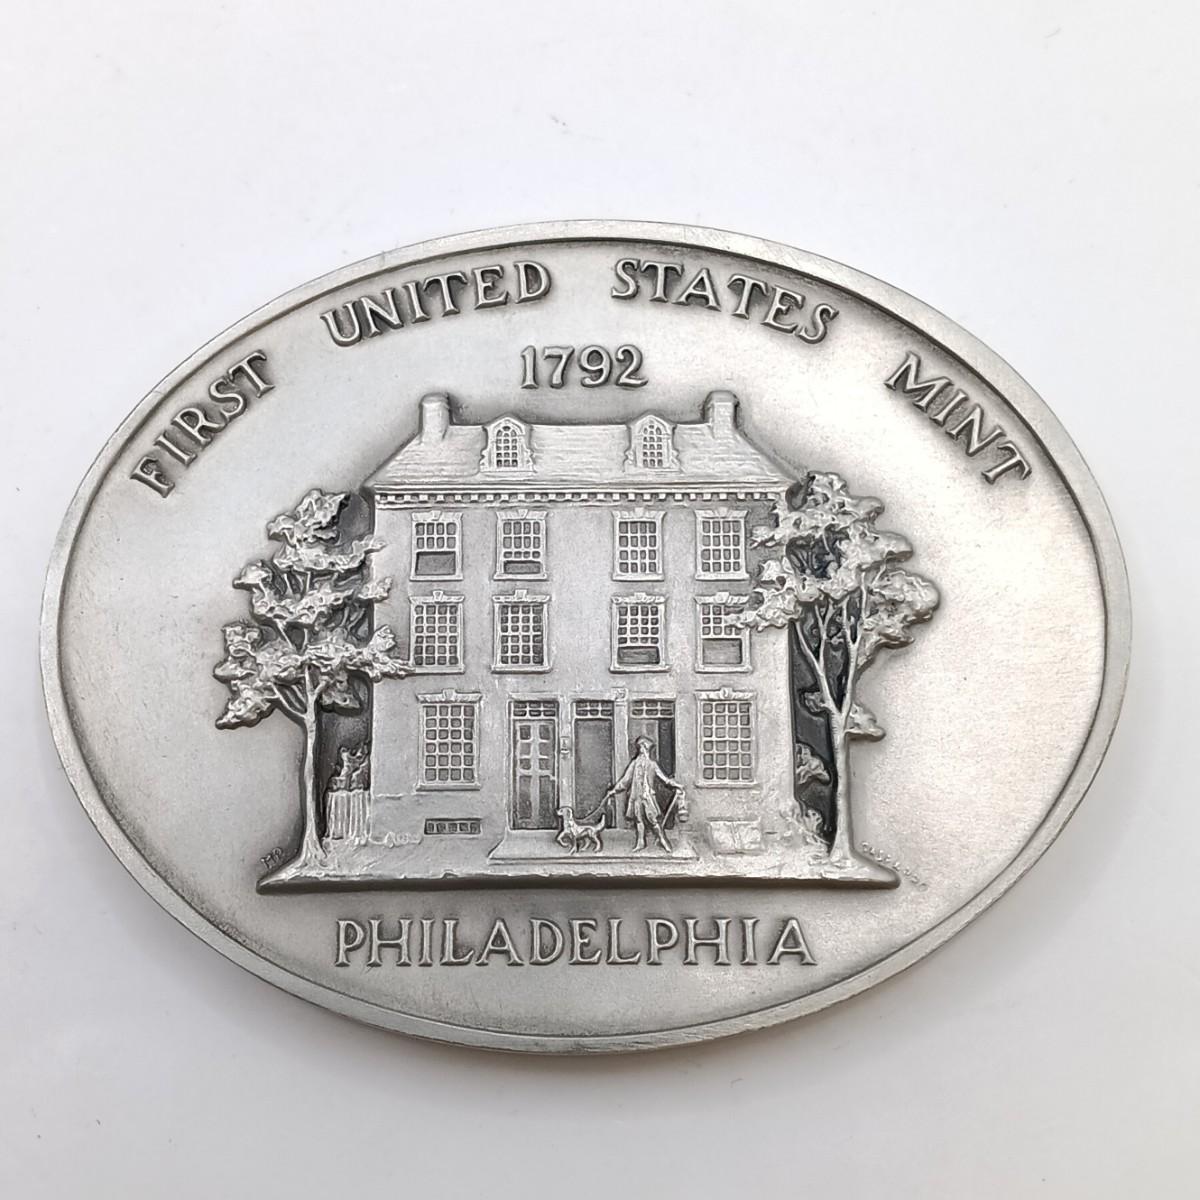 FIRST UNITED STATES MINT
1792
PHILADELPHIA